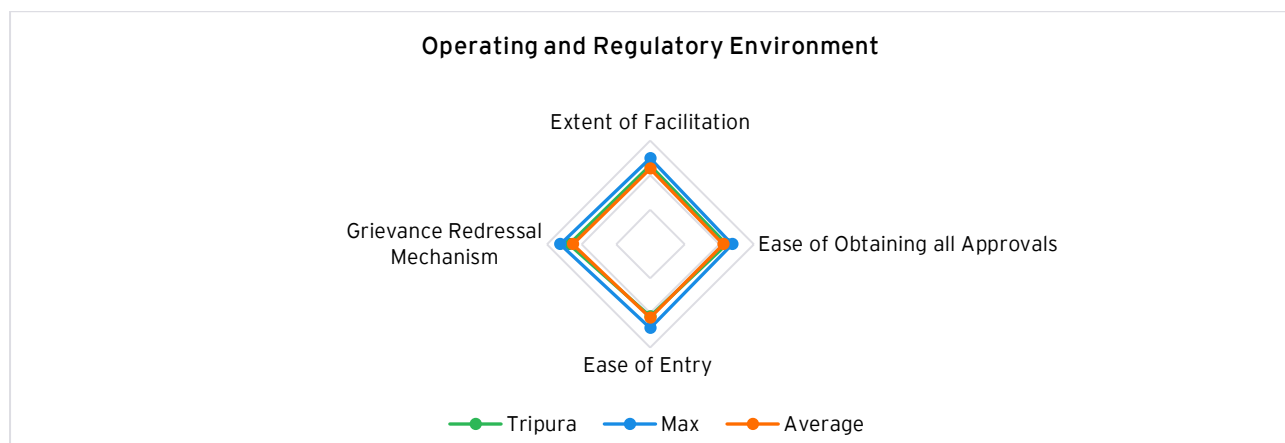 Operating and Regulatory Environment
Extent of Facilitation
Grievance Redressal
Mechanism
Ease of Obtaining all Approvals
Ease of Entry
Tripura
Max
Average